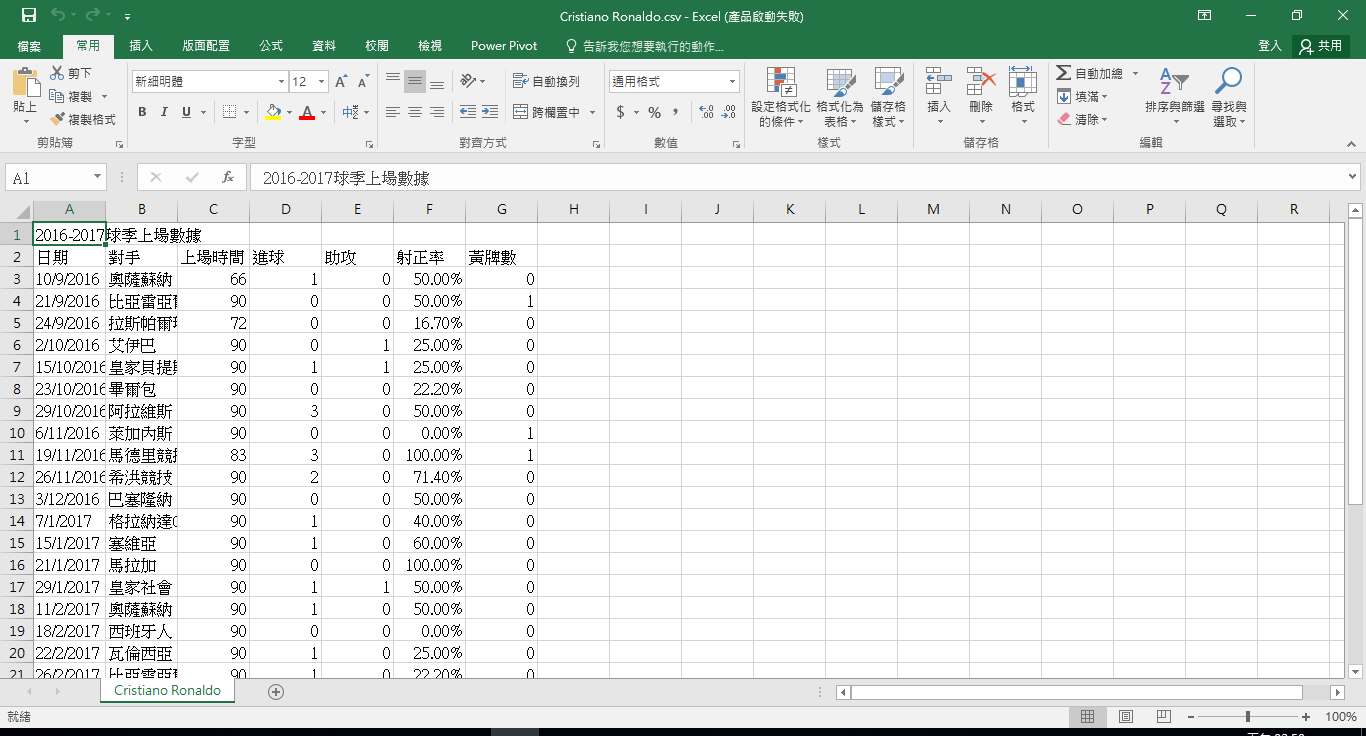 Cristiano Ronaldo.csv - Excel (產品啟動失敗)
檔案 常用 插入 版面配置 公式 資料 校閱 檢視 Power Pivot 告訴我您想要執行的動作... 登入 共用
貼上 剪下 複製 複製格式 剪貼簿
新細明體 12 B I U 字型
自動換列 跨欄置中 對齊方式
通用格式 $ % , 數值
設定格式化的條件 格式化為表格 儲存格樣式 樣式
插入 刪除 格式 儲存格
自動加總 填滿 清除 排序與篩選 尋找與選取 編輯
A1 fx 2016-2017球季上場數據
A B C D E F G H I J K L M N O P Q R
1 2016-2017球季上場數據
2 日期 對手 上場時間 進球 助攻 射正率 黃牌數
3 10/9/2016 奧薩蘇納 66 1 0 50.00% 0
4 21/9/2016 比亞雷亞爾 90 0 0 50.00% 1
5 24/9/2016 拉斯帕爾 72 0 0 16.70% 0
6 2/10/2016 艾伊巴 90 0 1 25.00% 0
7 15/10/2016 皇家貝提斯 90 1 1 25.00% 0
8 23/10/2016 畢爾包 90 0 0 22.20% 0
9 29/10/2016 阿拉維斯 90 3 0 50.00% 0
10 6/11/2016 萊加內斯 90 0 0 0.00% 1
11 19/11/2016 馬德里競技 83 3 0 100.00% 1
12 26/11/2016 希洪競技 90 2 0 71.40% 0
13 3/12/2016 巴塞隆納 90 0 0 50.00% 0
14 7/1/2017 格拉納達 90 1 0 40.00% 0
15 15/1/2017 塞維亞 90 1 0 60.00% 0
16 21/1/2017 馬拉加 90 0 0 100.00% 0
17 29/1/2017 皇家社會 90 1 1 50.00% 0
18 11/2/2017 奧薩蘇納 90 1 0 50.00% 0
19 18/2/2017 西班牙人 90 0 0 0.00% 0
20 22/2/2017 瓦倫西亞 90 1 0 25.00% 0
21 26/2/2017 比亞雷亞爾 90 1 0 22.20% 0
Cristiano Ronaldo
就緒 100%